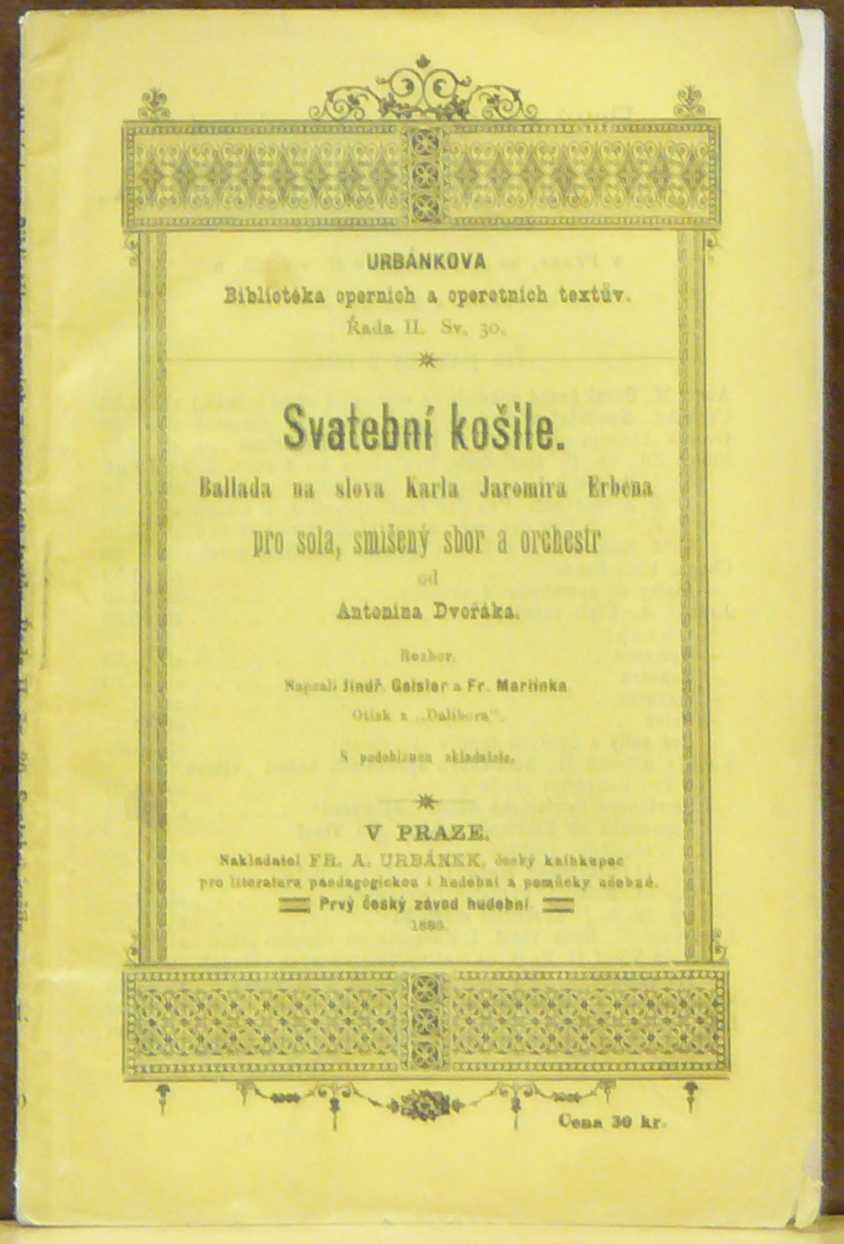 URBÁNKOVA
Bibliotéka operních a operetních textův.
Řada II. Sv. 30.
Svatební košile.
Ballada na slova Karla Jaromíra Erbena
pro sola, smíšený sbor a orchestr
od
Antonína Dvořáka.
Rozbor.
Napsali Jindř. Geisler a Fr. Marlinka
Otisk z „Dalibora“.
S podobiznou skladatele.
V PRAZE.
Nakladatel FR. A. URBÁNEK, český knihkupec
pro literaturu paedagogickou i hudební a pomůcky učebné.
Prvý český závod hudební
Cena 30 kr.